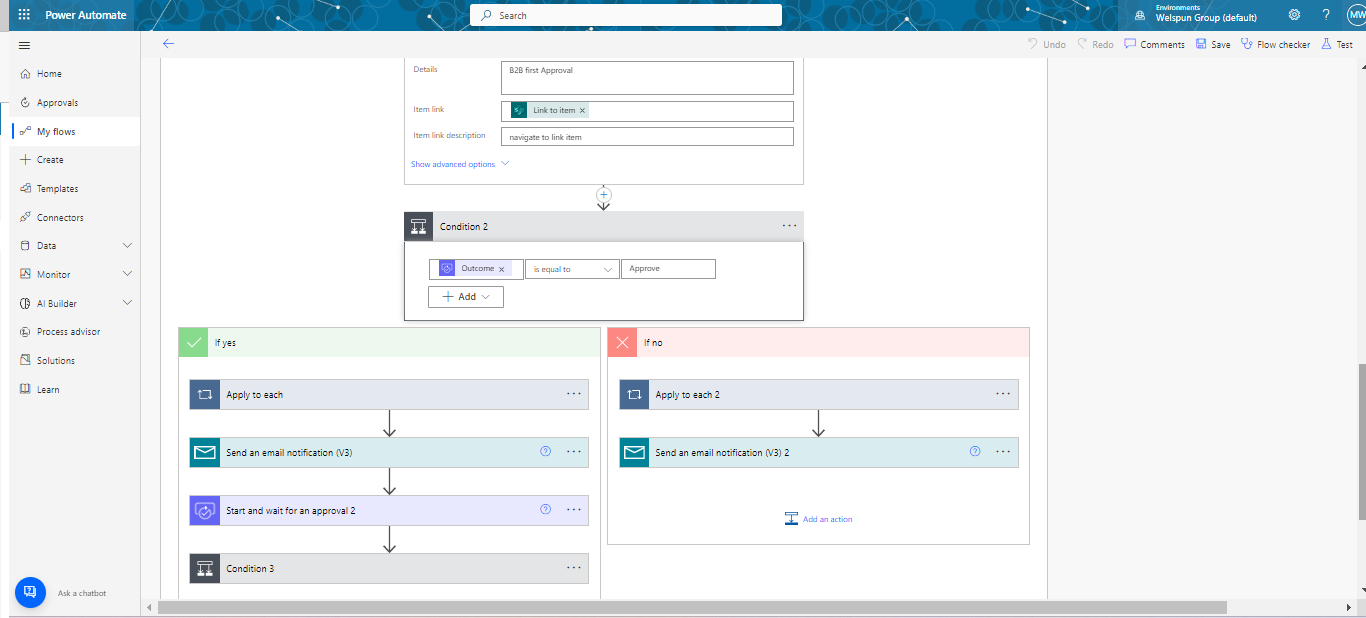 Power Automate
Search
Environments
Welspun Group (default)
?
MW
Undo
Redo
Comments
Save
Flow checker
Test
Home
Approvals
My flows
Create
Templates
Connectors
Data
Monitor
AI Builder
Process advisor
Solutions
Learn
Ask a chatbot
Details
B2B first Approval
Item link
Link to item ×
Item link description
navigate to link item
Show advanced options
+
Condition 2
...
Outcome ×
is equal to
Approve
+ Add
If yes
Apply to each
...
Send an email notification (V3)
? ...
Start and wait for an approval 2
? ...
Condition 3
...
If no
Apply to each 2
...
Send an email notification (V3) 2
? ...
Add an action